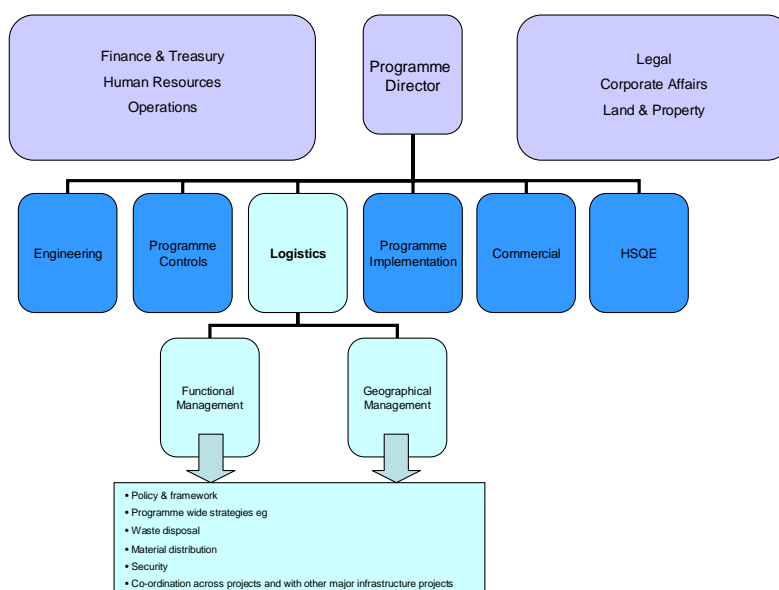 Finance & Treasury
Human Resources
Operations
Programme
Director
Legal
Corporate Affairs
Land & Property
Engineering
Programme
Controls
Logistics
Programme
Implementation
Commercial
HSQE
Functional
Management
Geographical
Management
• Policy & framework
• Programme wide strategies eg
• Waste disposal
• Material distribution
• Security
• Co-ordination across projects and with other major infrastructure projects